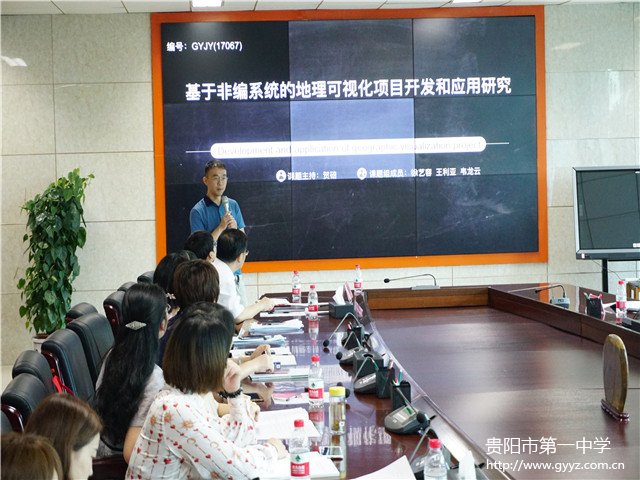 编号：GYJY(17067)
基于非编系统的地理可视化项目开发和应用研究
Development and application of geographic visualization project
课题主持：贺锦 课题组成员：徐艺容 王利亚 韦龙云
贵阳市第一中学
http://www.gyyz.com.cn